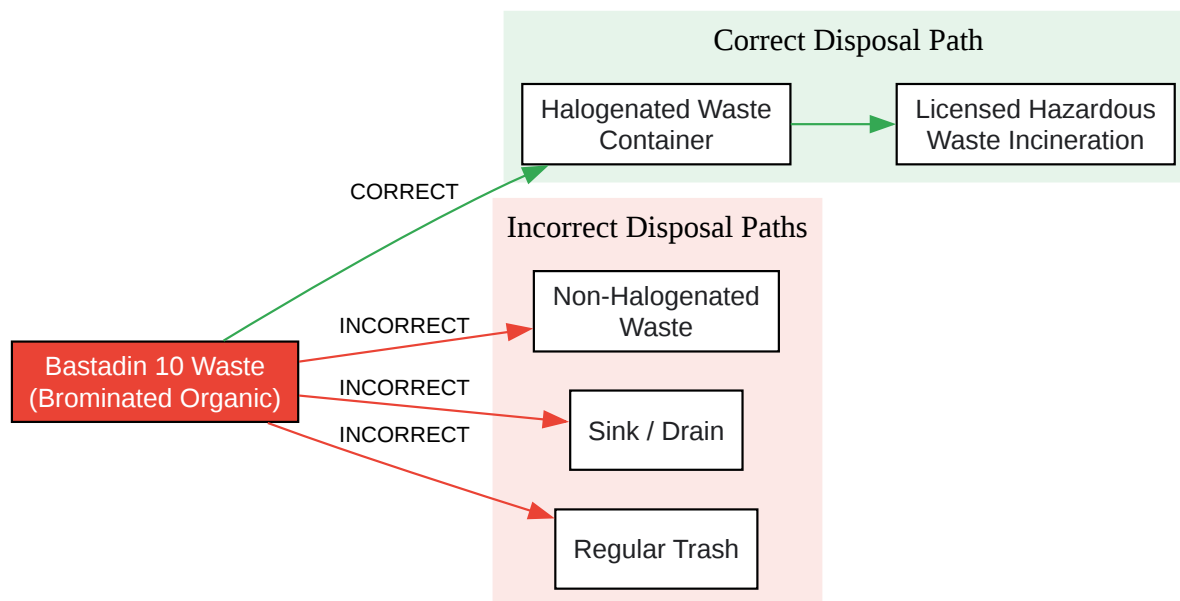 Correct Disposal Path
Halogenated Waste
Container
Licensed Hazardous
Waste Incineration
CORRECT
Incorrect Disposal Paths
Non-Halogenated
Waste
INCORRECT
Bastadin 10 Waste
(Brominated Organic)
INCORRECT
Sink / Drain
INCORRECT
Regular Trash